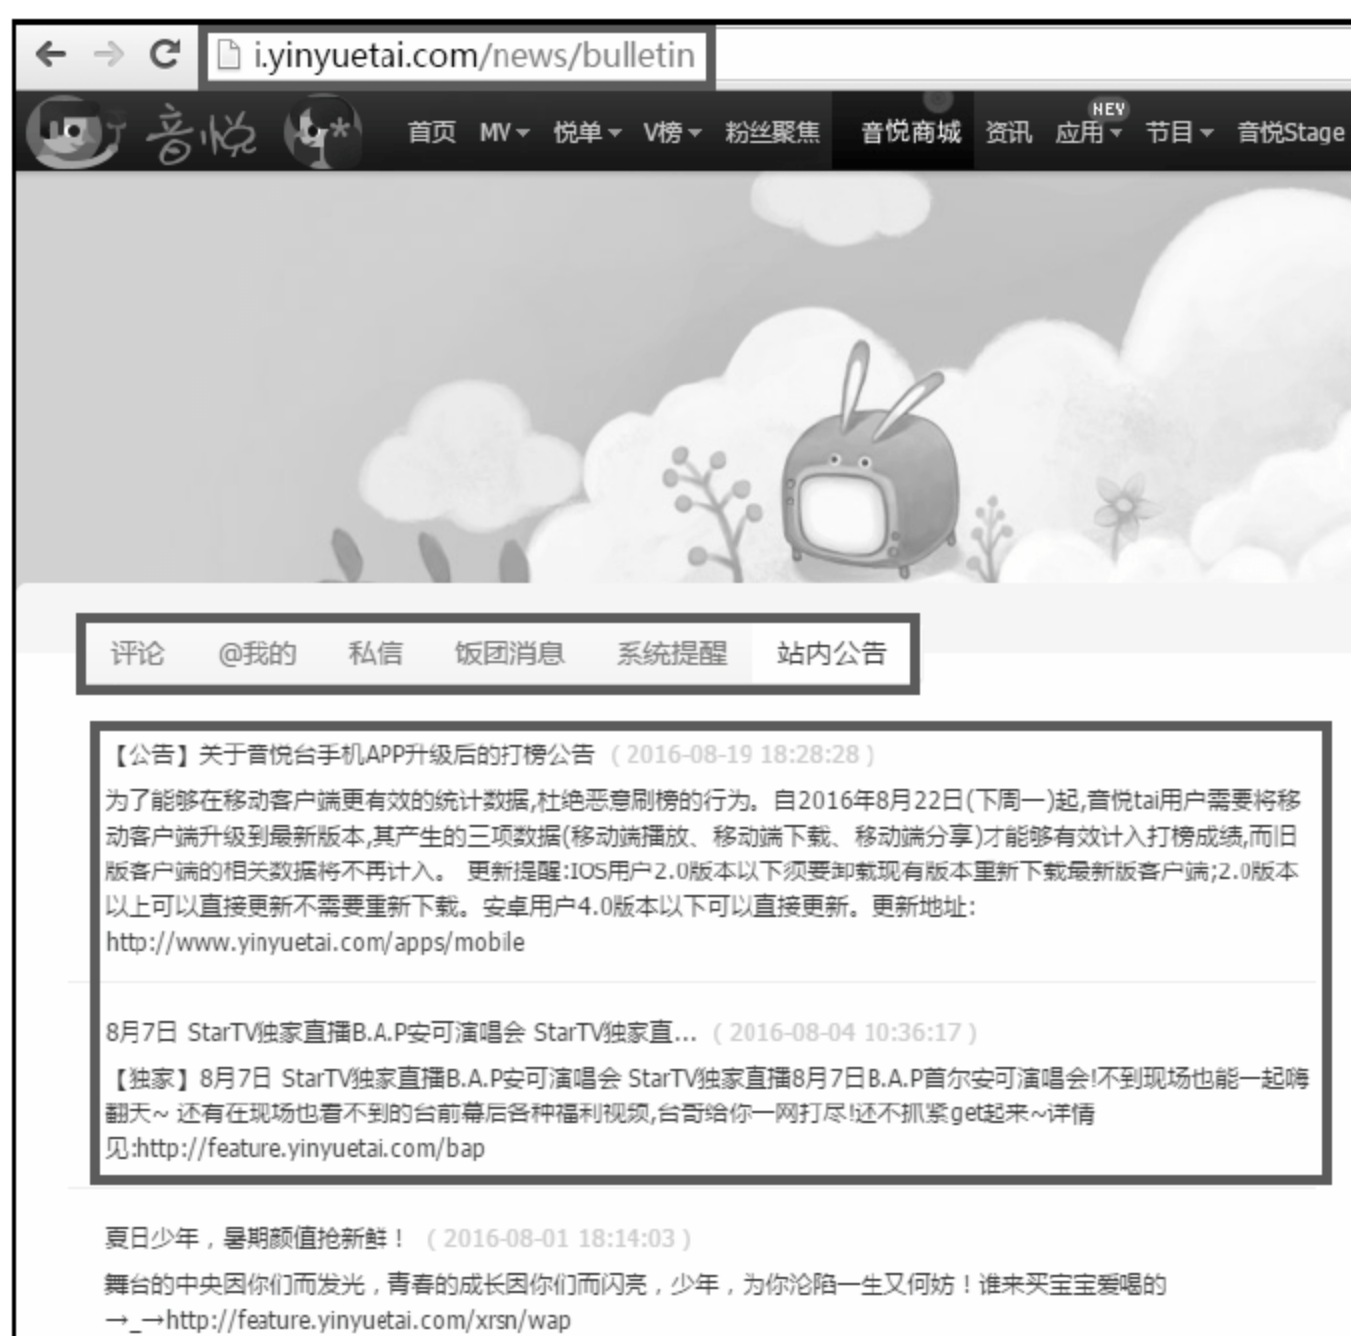 i.yinyuetai.com/news/bulletin
音悦
首页 MV 悦单 V榜 粉丝聚焦 音悦商城 资讯 应用 NEW 节目 音悦Stage
评论 @我的 私信 饭团消息 系统提醒 站内公告
【公告】关于音悦台手机APP升级后的打榜公告 ( 2016-08-19 18:28:28 )
为了能够在移动客户端更有效的统计数据,杜绝恶意刷榜的行为。自2016年8月22日(下周一)起,音悦tai用户需要将移
动客户端升级到最新版本,其产生的三项数据(移动端播放、移动端下载、移动端分享)才能够有效计入打榜成绩,而旧
版客户端的相关数据将不再计入。 更新提醒:IOS用户2.0版本以下须要卸载现有版本重新下载最新版客户端;2.0版本
以上可以直接更新不需要重新下载。安卓用户4.0版本以下可以直接更新。更新地址:
http://www.yinyuetai.com/apps/mobile
8月7日 StarTV独家直播B.A.P安可演唱会 StarTV独家直... ( 2016-08-04 10:36:17 )
【独家】8月7日 StarTV独家直播B.A.P安可演唱会 StarTV独家直播8月7日B.A.P首尔安可演唱会!不到现场也能一起嗨
翻天~ 还有在现场也看不到的台前幕后各种福利视频,台哥给你一网打尽!还不抓紧get起来~详情
见:http://feature.yinyuetai.com/bap
夏日少年，暑期颜值抢新鲜！ ( 2016-08-01 18:14:03 )
舞台的中央因你们而发光，青春的成长因你们而闪亮，少年，为你沦陷一生又何妨！谁来买宝宝爱喝的
→_→http://feature.yinyuetai.com/xrsn/wap